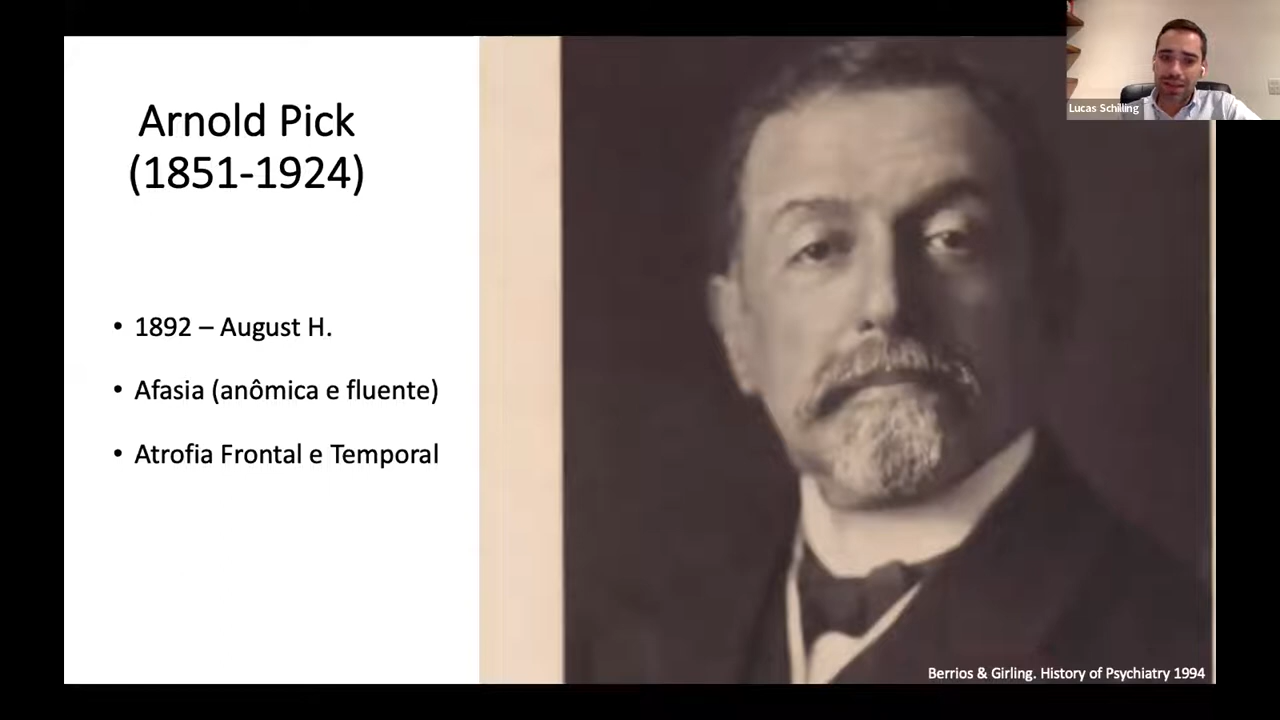 Arnold Pick
(1851-1924)
• 1892 – August H.
• Afasia (anômica e fluente)
• Atrofia Frontal e Temporal
Lucas Schilling
Berrios & Girling. History of Psychiatry 1994